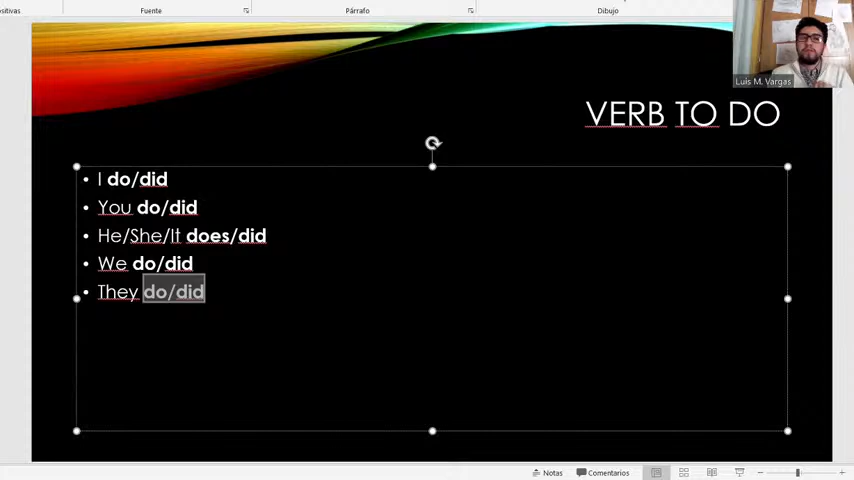 ositivas Fuente Párrafo Dibujo
Luis M. Vargas
VERB TO DO
• I do/did
• You do/did
• He/She/It does/did
• We do/did
• They do/did
Notas Comentarios